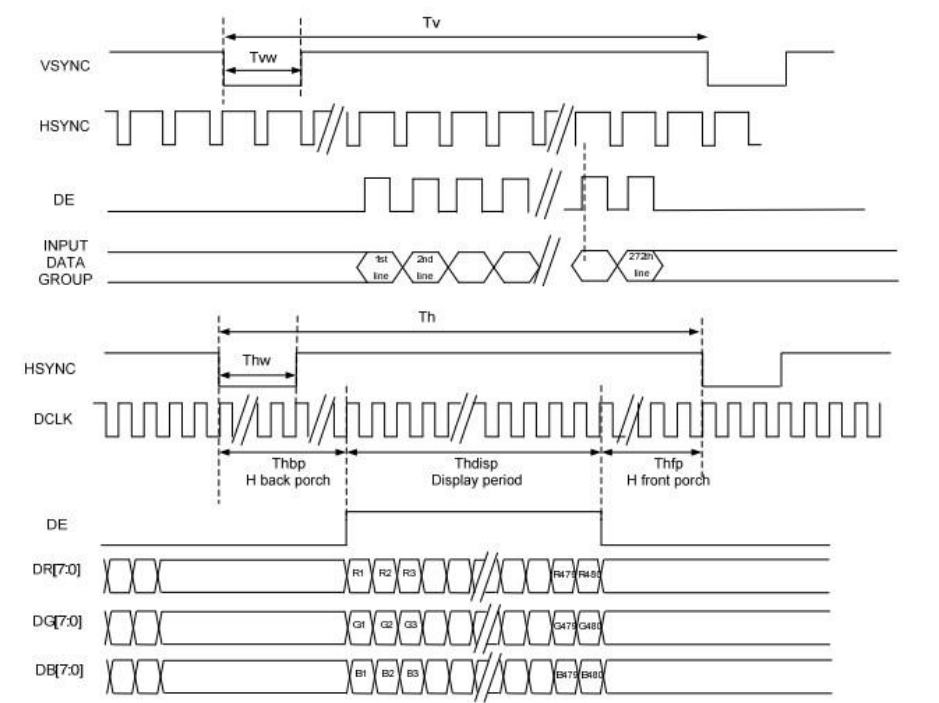 Tv
Tvw
VSYNC
HSYNC
DE
INPUT
DATA
GROUP
1st
line
2nd
line
272th
line
Th
Thw
HSYNC
DCLK
Thbp
H back porch
Thdisp
Display period
Thfp
H front porch
DE
DR[7:0]
R1 R2 R3 R479 R480
DG[7:0]
G1 G2 G3 G479 G480
DB[7:0]
B1 B2 B3 B479 B480